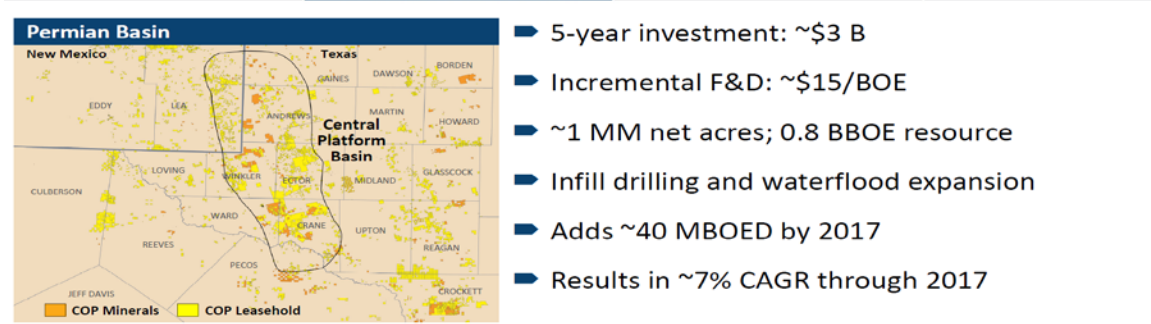 Permian Basin
New Mexico
Texas
BORDEN
DAWSON
GAINES
EDDY
LEA
MARTIN
ANDREWS
HOWARD
Central
Platform
Basin
LOVING
WINKLER
ECTOR
MIDLAND
GLASSCOCK
CULBERSON
WARD
CRANE
UPTON
REEVES
REAGAN
PECOS
JEFF DAVIS
CROCKETT
COP Minerals
COP Leasehold
5-year investment: ~$3 B
Incremental F&D: ~$15/BOE
~1 MM net acres; 0.8 BBOE resource
Infill drilling and waterflood expansion
Adds ~40 MBOED by 2017
Results in ~7% CAGR through 2017